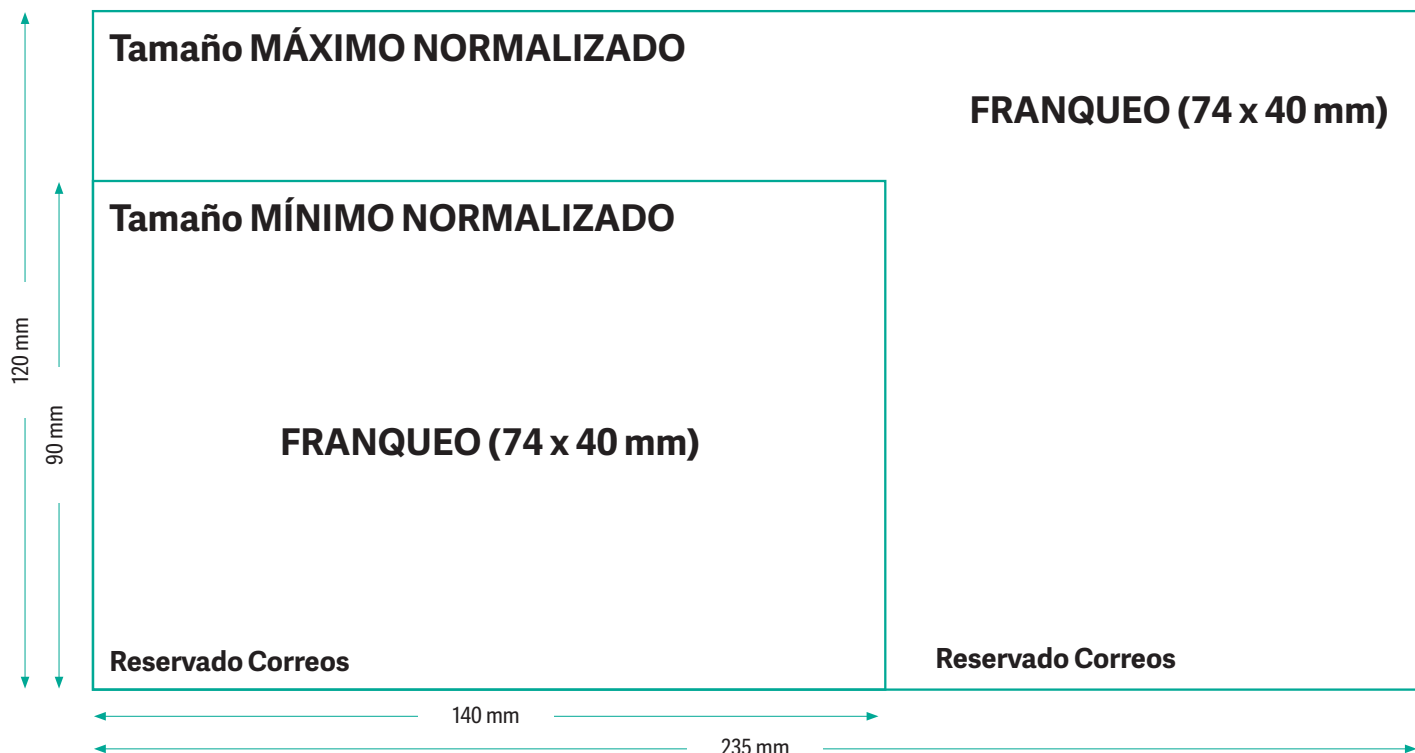 Tamaño MÁXIMO NORMALIZADO
FRANQUEO (74 x 40 mm)
Tamaño MÍNIMO NORMALIZADO
120 mm
90 mm
FRANQUEO (74 x 40 mm)
Reservado Correos
Reservado Correos
140 mm
235 mm